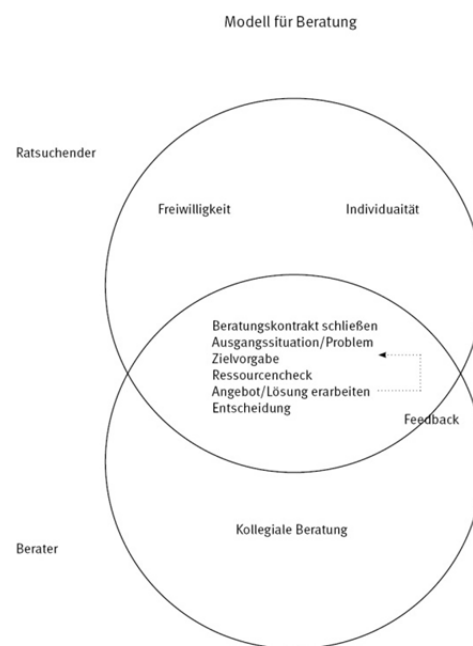 Modell für Beratung
Ratsuchender
Freiwilligkeit
Individuaität
Beratungskontrakt schließen
Ausgangssituation/Problem
Zielvorgabe
Ressourcencheck
Angebot/Lösung erarbeiten
Entscheidung
Feedback
Kollegiale Beratung
Berater